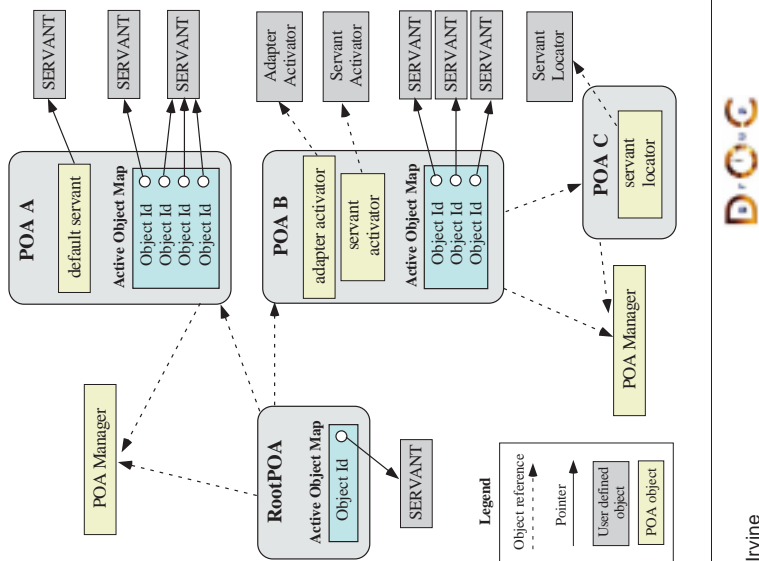 POA A
default servant
Active Object Map
Object Id
Object Id
Object Id
Object Id
SERVANT
SERVANT
SERVANT
POA Manager
RootPOA
Active Object Map
Object Id
SERVANT
POA B
adapter activator
servant
activator
Active Object Map
Object Id
Object Id
Object Id
Adapter
Activator
Servant
Activator
SERVANT
SERVANT
SERVANT
Servant
Locator
POA C
servant
locator
POA Manager
Legend
Object reference
Pointer
User defined
object
POA object
Irvine